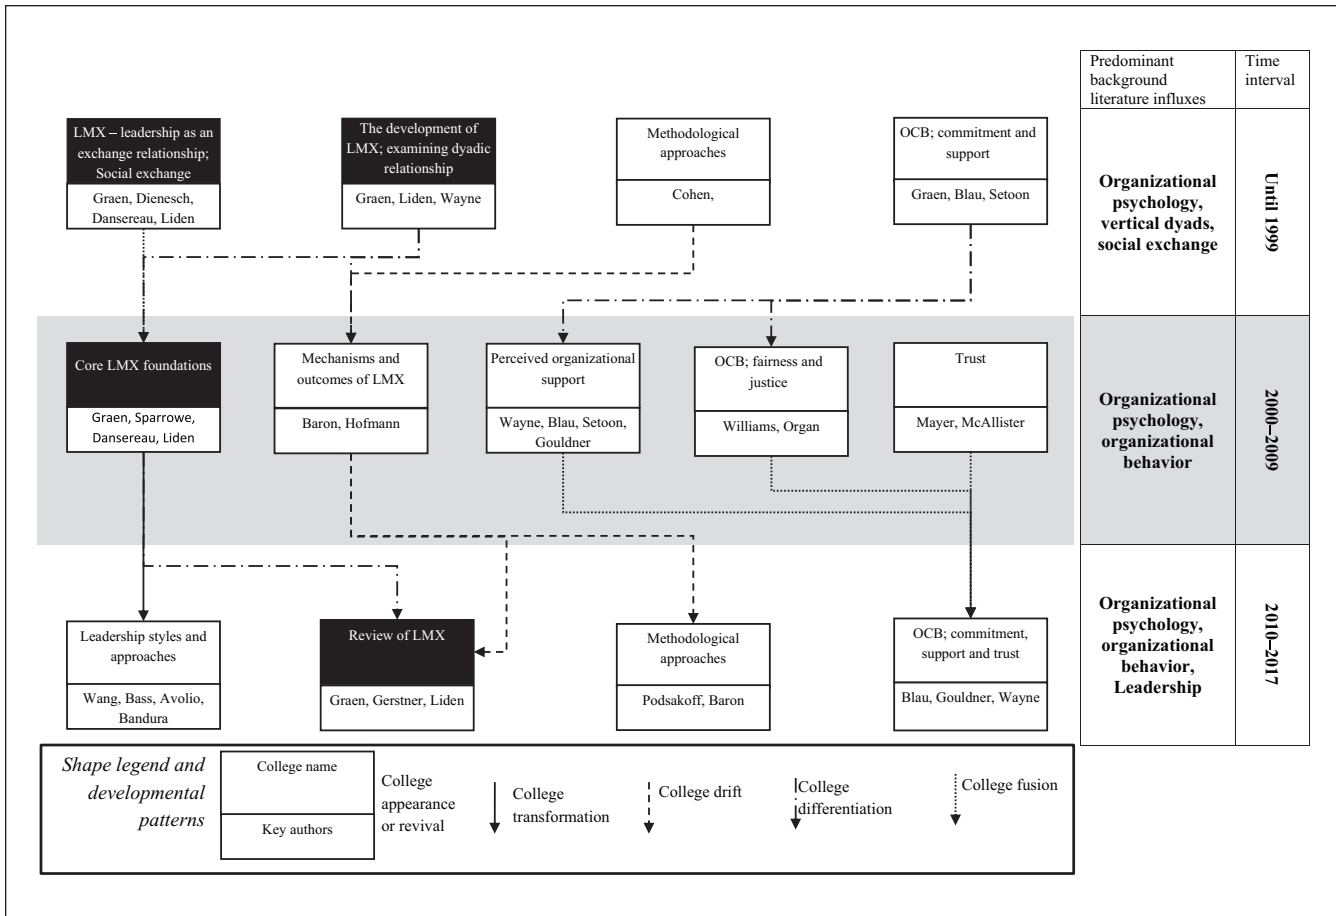 Predominant
background
literature influxes
Time
interval
LMX – leadership as an
exchange relationship;
Social exchange
Graen, Dienesch,
Dansereau, Liden
The development of
LMX; examining dyadic
relationship
Graen, Liden, Wayne
Methodological
approaches
Cohen,
OCB; commitment and
support
Graen, Blau, Setoon
Organizational
psychology,
vertical dyads,
social exchange
Until 1999
Core LMX foundations
Graen, Sparrowe,
Dansereau, Liden
Mechanisms and
outcomes of LMX
Baron, Hofmann
Perceived organizational
support
Wayne, Blau, Setoon,
Gouldner
OCB; fairness and
justice
Williams, Organ
Trust
Mayer, McAllister
Organizational
psychology,
organizational
behavior
2000–2009
Leadership styles and
approaches
Wang, Bass, Avolio,
Bandura
Review of LMX
Graen, Gerstner, Liden
Methodological
approaches
Podsakoff, Baron
OCB; commitment,
support and trust
Blau, Gouldner, Wayne
Organizational
psychology,
organizational
behavior,
Leadership
2010–2017
Shape legend and
developmental
patterns
College name
Key authors
College
appearance
or revival
College
transformation
College drift
College
differentiation
College fusion